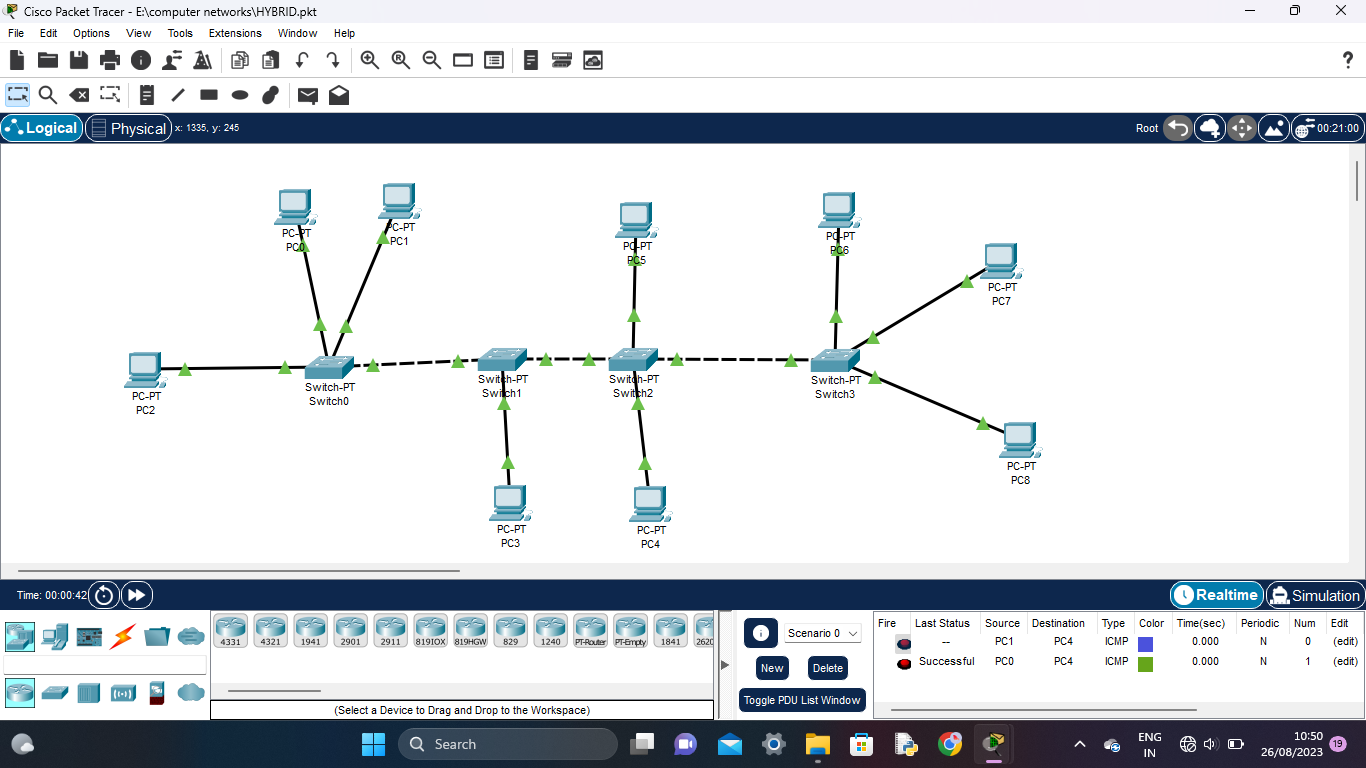 Cisco Packet Tracer - E:\computer networks\HYBRID.pkt
File Edit Options View Tools Extensions Window Help
Logical Physical x: 1335, y: 245 Root 00:21:00
PC-PT
PC0
PC-PT
PC1
PC-PT
PC5
PC-PT
PC6
PC-PT
PC7
PC-PT
PC2
Switch-PT
Switch0
Switch-PT
Switch1
Switch-PT
Switch2
Switch-PT
Switch3
PC-PT
PC8
PC-PT
PC3
PC-PT
PC4
Time: 00:00:42 Realtime Simulation
4331 4321 1941 2901 2911 819IOX 819HGW 829 1240 PT-Router PT-Empty 1841 2620
(Select a Device to Drag and Drop to the Workspace)
Scenario 0
New Delete
Toggle PDU List Window
Fire Last Status Source Destination Type Color Time(sec) Periodic Num Edit
-- PC1 PC4 ICMP 0.000 N 0 (edit)
Successful PC0 PC4 ICMP 0.000 N 1 (edit)
Search
ENG
IN
10:50
26/08/2023
19